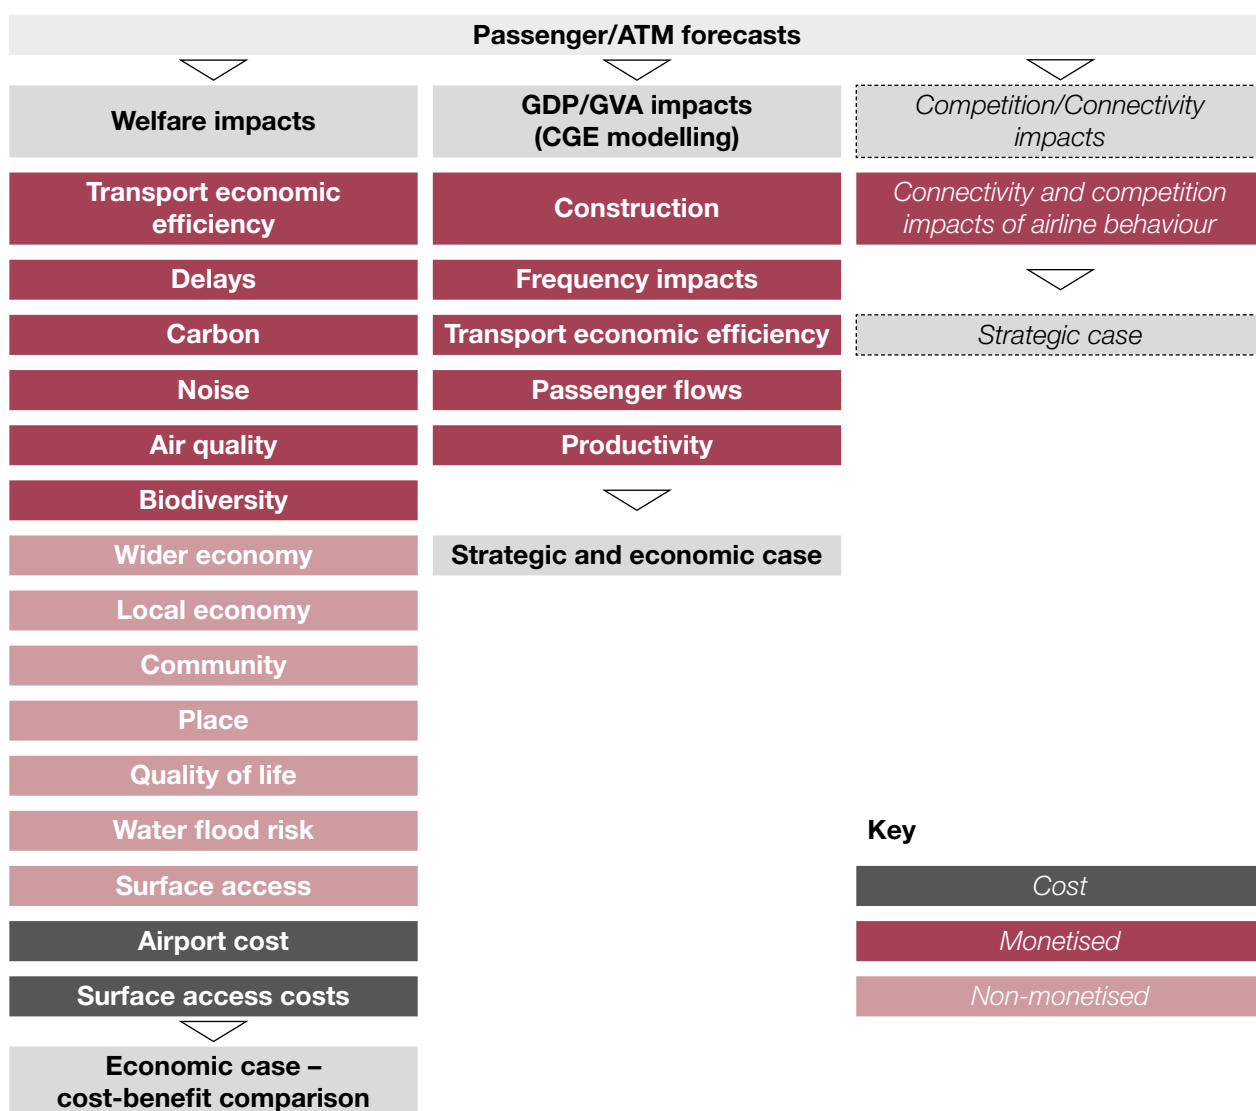 Passenger/ATM forecasts
Welfare impacts
Transport economic
efficiency
Delays
Carbon
Noise
Air quality
Biodiversity
Wider economy
Local economy
Community
Place
Quality of life
Water flood risk
Surface access
Airport cost
Surface access costs
Economic case –
cost-benefit comparison
GDP/GVA impacts
(CGE modelling)
Construction
Frequency impacts
Transport economic efficiency
Passenger flows
Productivity
Strategic and economic case
Competition/Connectivity
impacts
Connectivity and competition
impacts of airline behaviour
Strategic case
Key
Cost
Monetised
Non-monetised